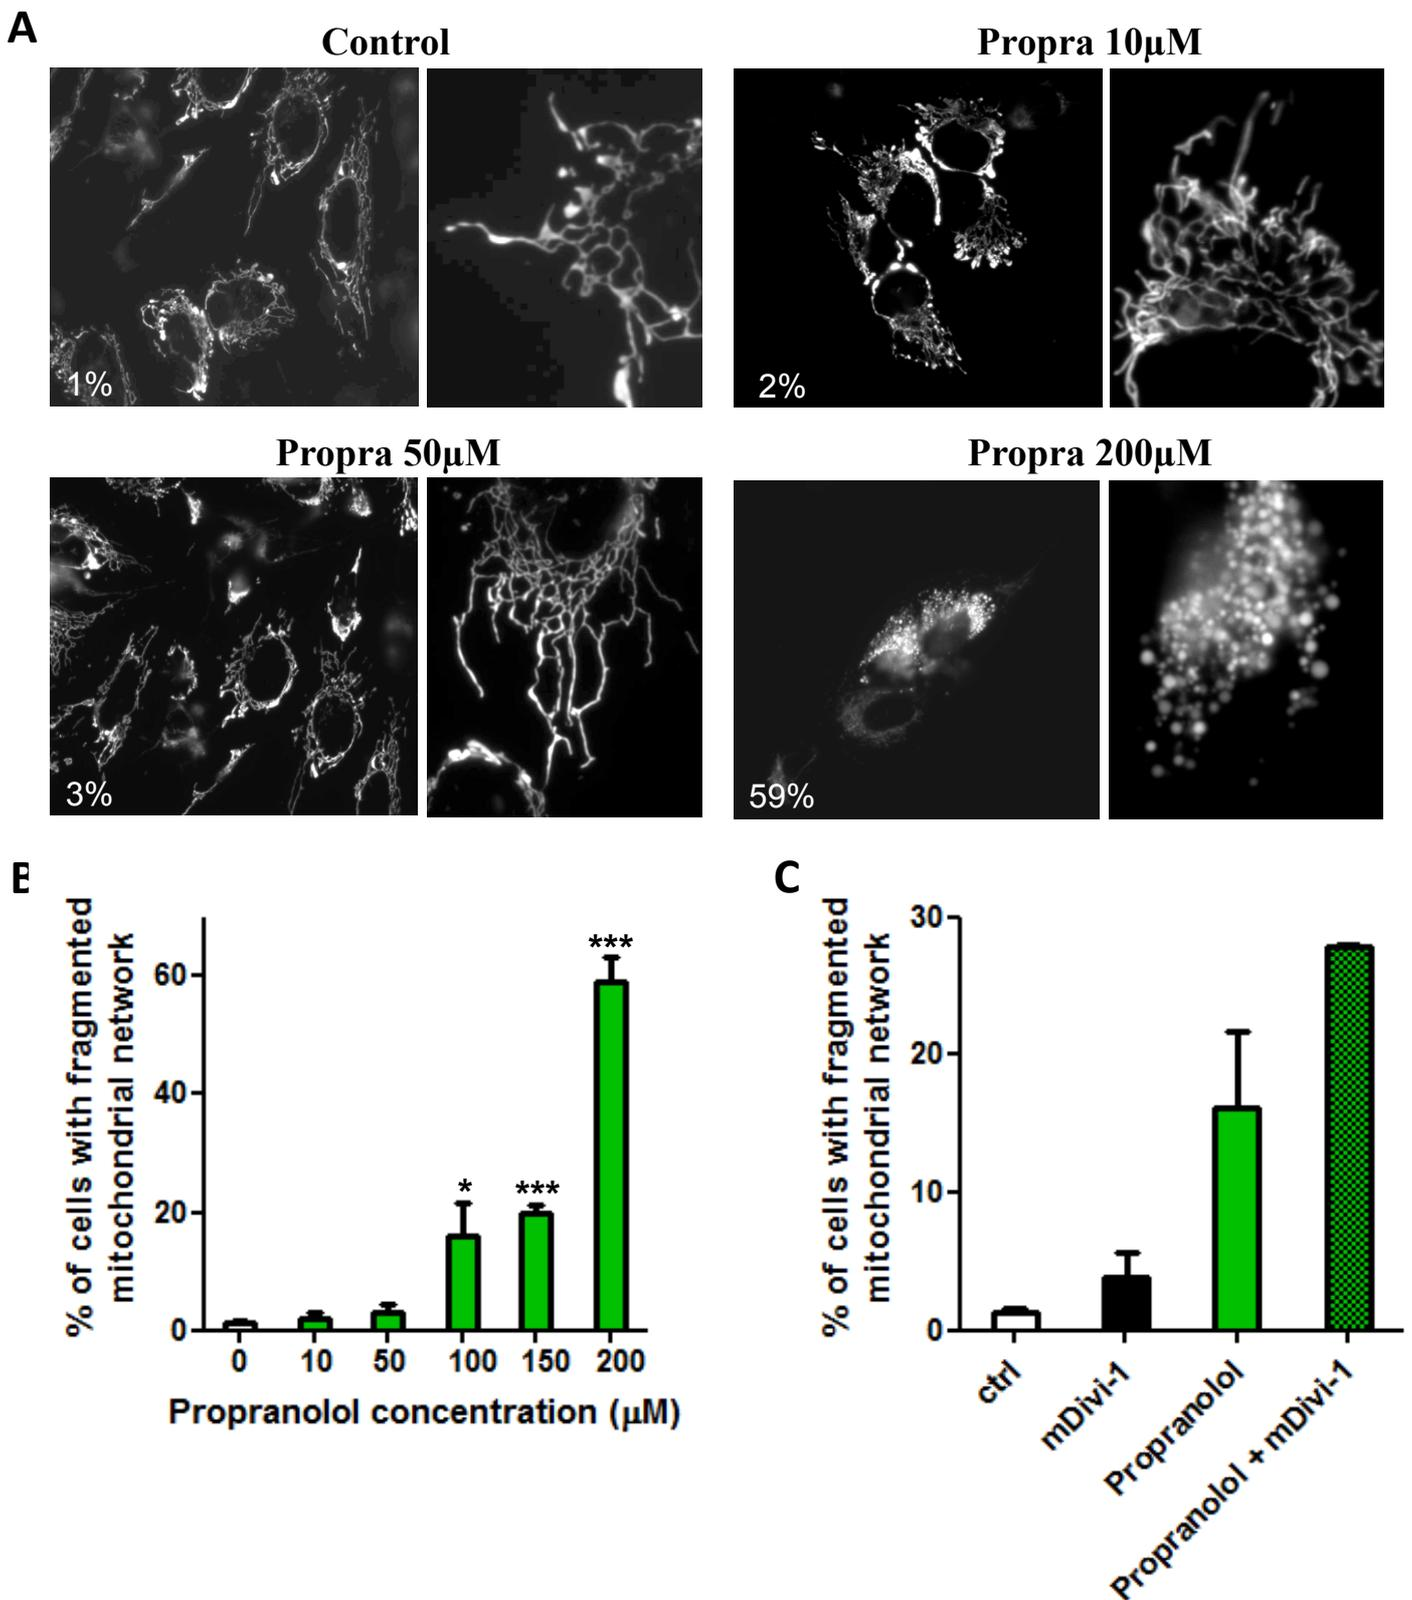 A
Control
Propra 10μM
1%
2%
Propra 50μM
Propra 200μM
3%
59%
B
% of cells with fragmented
mitochondrial network
60
40
20
0
***
*
***
0 10 50 100 150 200
Propranolol concentration (μM)
C
% of cells with fragmented
mitochondrial network
30
20
10
0
ctrl
mDivi-1
Propranolol
Propranolol + mDivi-1